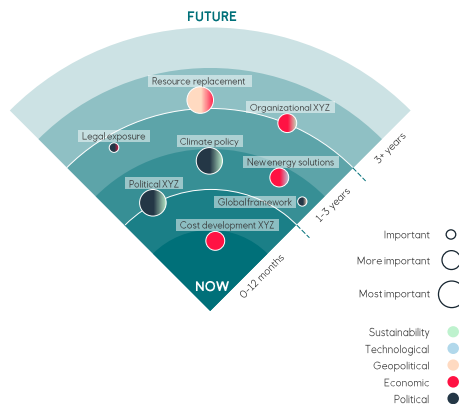 FUTURE
Resource replacement
Organizational XYZ
Legal exposure
Climate policy
3+ years
New energy solutions
Political XYZ
Global framework
1-3 years
Cost development XYZ
Important
More important
0-12 months
NOW
Most important
Sustainability
Technological
Geopolitical
Economic
Political